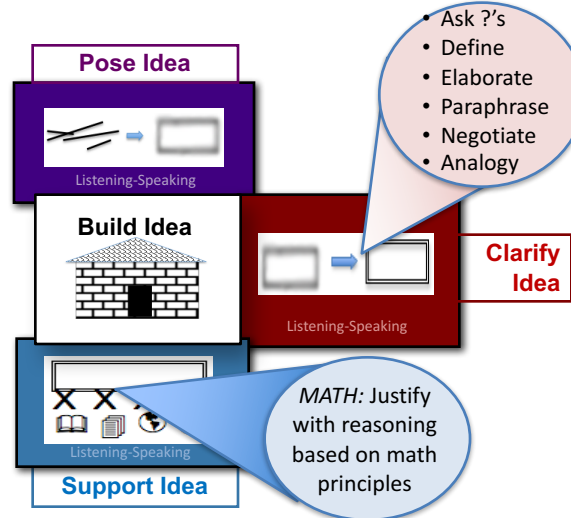 Pose Idea
Listening-Speaking
• Ask ?'s
• Define
• Elaborate
• Paraphrase
• Negotiate
• Analogy
Build Idea
Clarify
Idea
Listening-Speaking
MATH: Justify
with reasoning
based on math
principles
Listening-Speaking
Support Idea